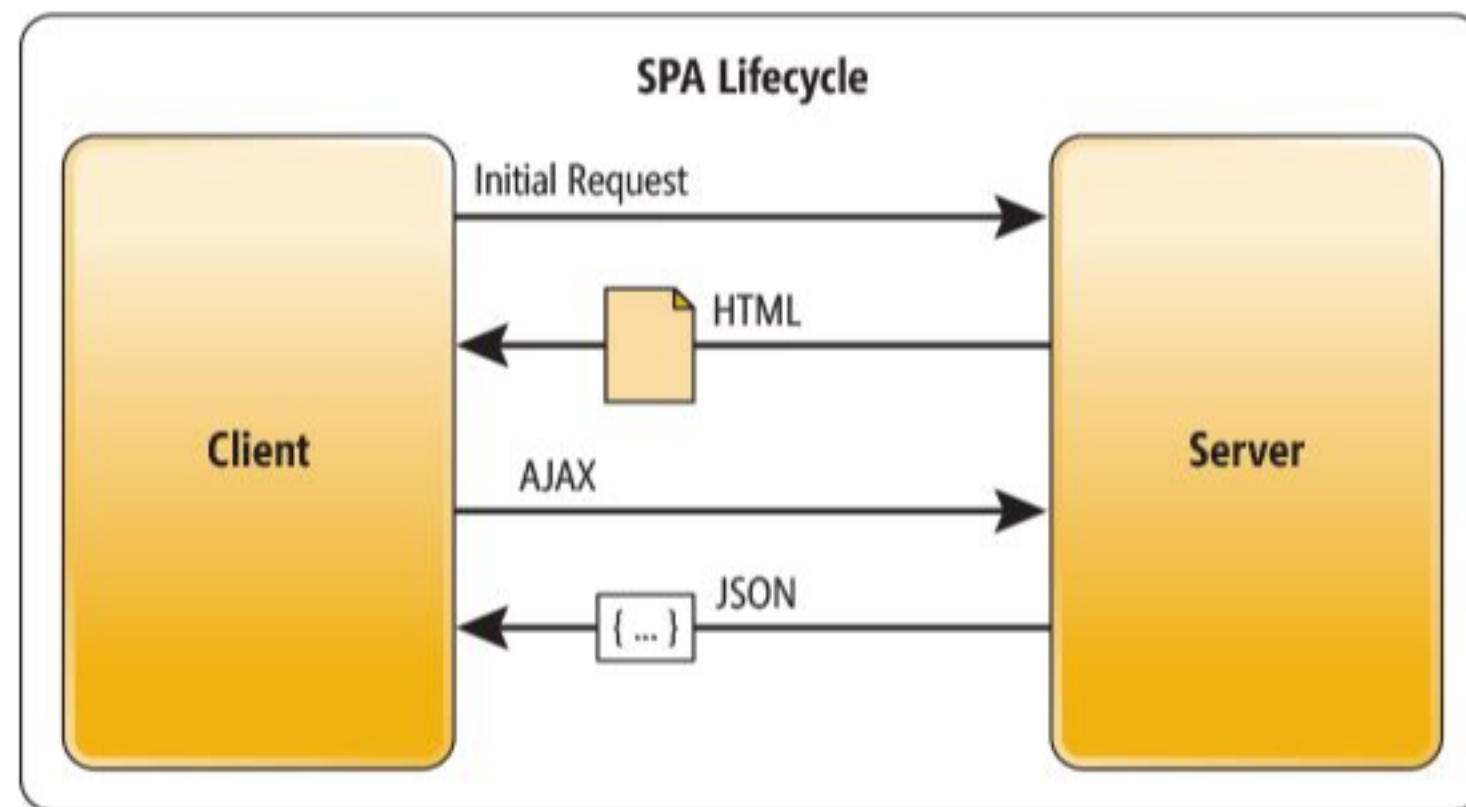 SPA Lifecycle
Initial Request
HTML
Client
Server
AJAX
JSON
{ ... }